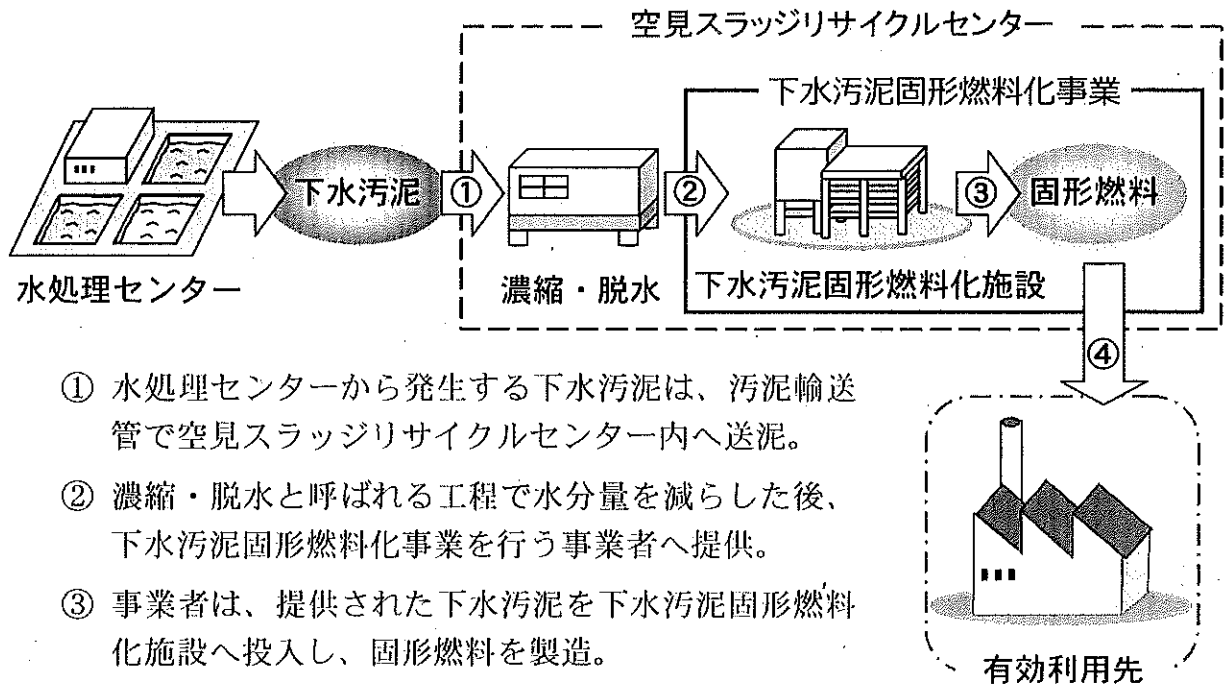 空見スラッジリサイクルセンター
下水汚泥固形燃料化事業
下水汚泥
①
②
③
固形燃料
水処理センター
濃縮・脱水
下水汚泥固形燃料化施設
④
① 水処理センターから発生する下水汚泥は、汚泥輸送
管で空見スラッジリサイクルセンター内へ送泥。
② 濃縮・脱水と呼ばれる工程で水分量を減らした後、
下水汚泥固形燃料化事業を行う事業者へ提供。
③ 事業者は、提供された下水汚泥を下水汚泥固形燃料
化施設へ投入し、固形燃料を製造。
有効利用先